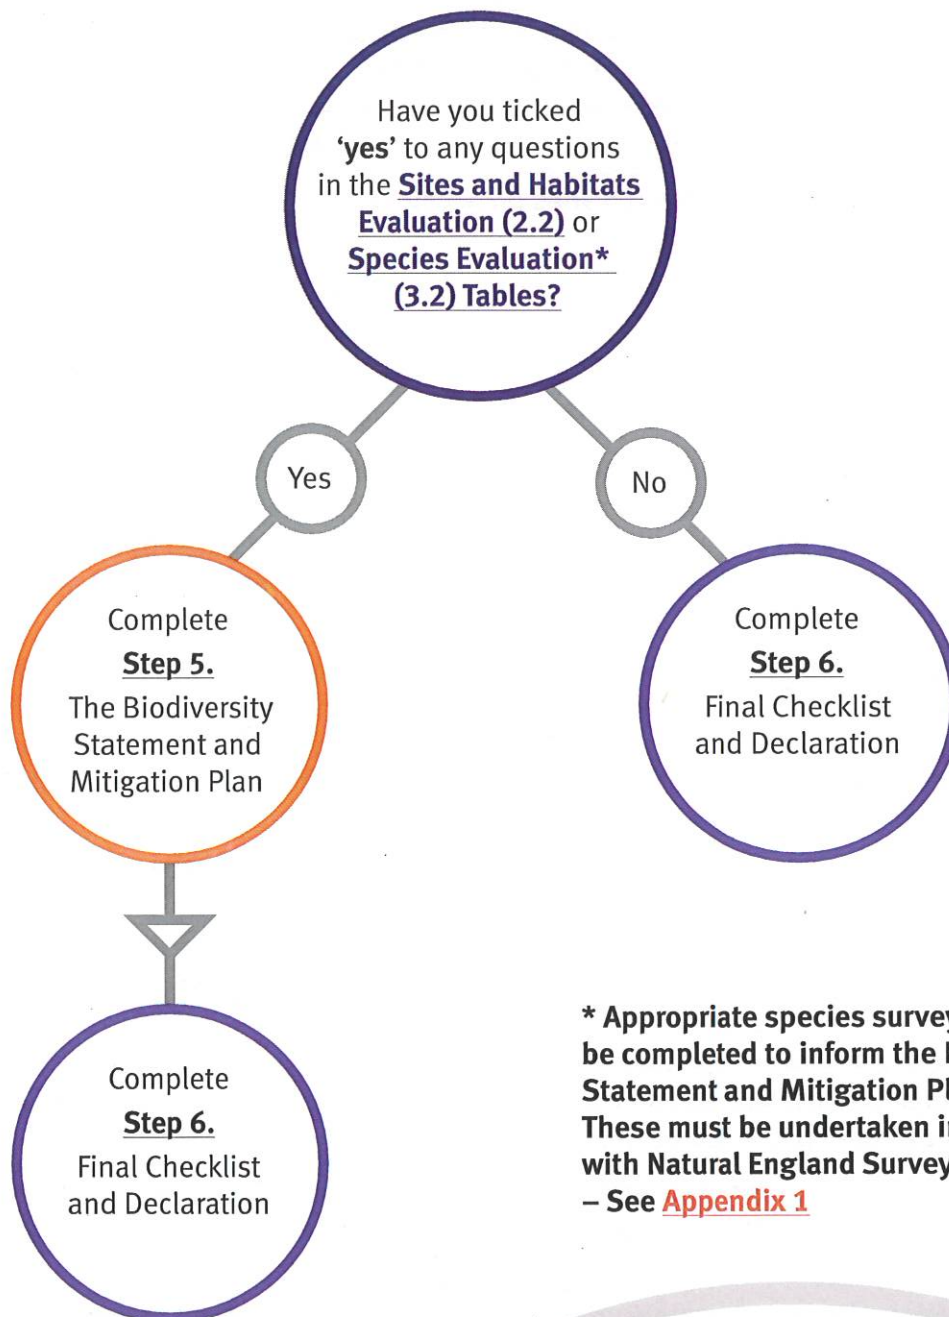 Have you ticked
‘yes’ to any questions
in the Sites and Habitats
Evaluation (2.2) or
Species Evaluation*
(3.2) Tables?
Yes
No
Complete
Step 5.
The Biodiversity
Statement and
Mitigation Plan
Complete
Step 6.
Final Checklist
and Declaration
Complete
Step 6.
Final Checklist
and Declaration
* Appropriate species
be completed to inform the
Statement and Mitigation
These must be undertaken
with Natural England Survey
– See Appendix 1